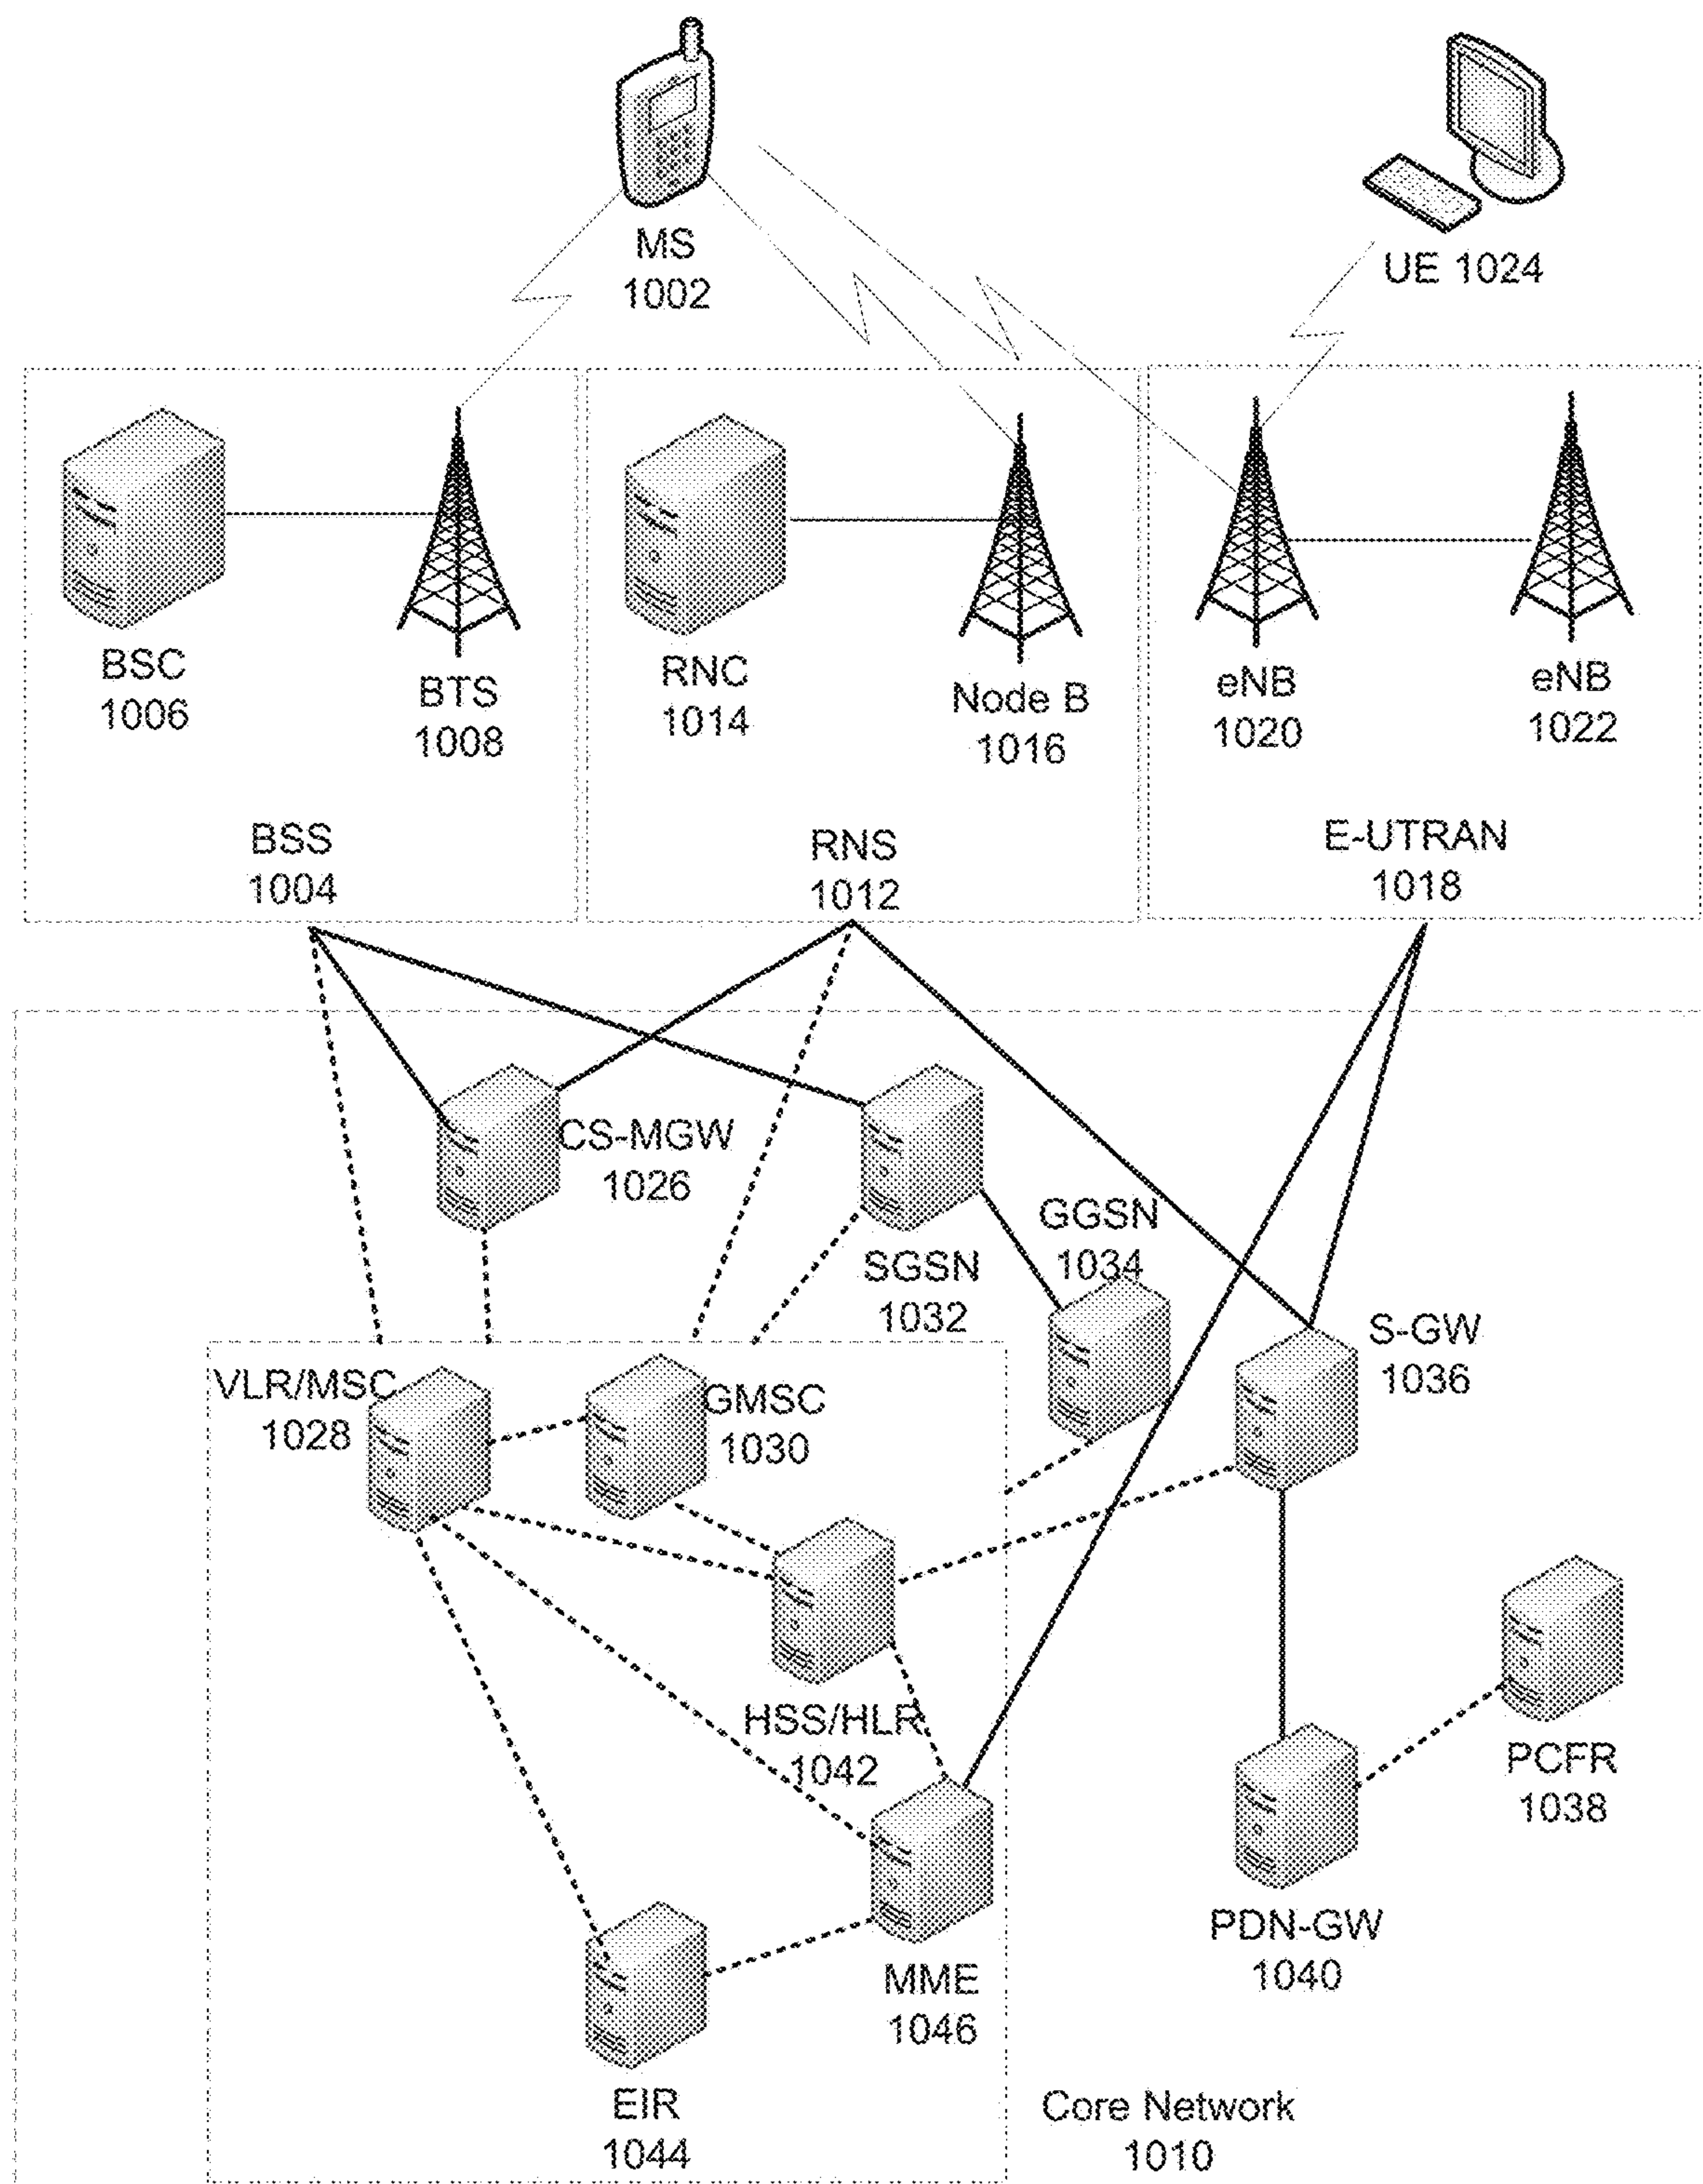 MS
1002
UE 1024
BSC
1006
BTS
1008
RNC
1014
Node B
1016
eNB
1020
eNB
1022
BSS
1004
RNS
1012
E-UTRAN
1018
CS-MGW
1026
SGSN
1032
GGSN
1034
S-GW
1036
VLR/MSC
1028
GMSC
1030
HSS/HLR
1042
PCFR
1038
PDN-GW
1040
MME
1046
EIR
1044
Core Network
1010